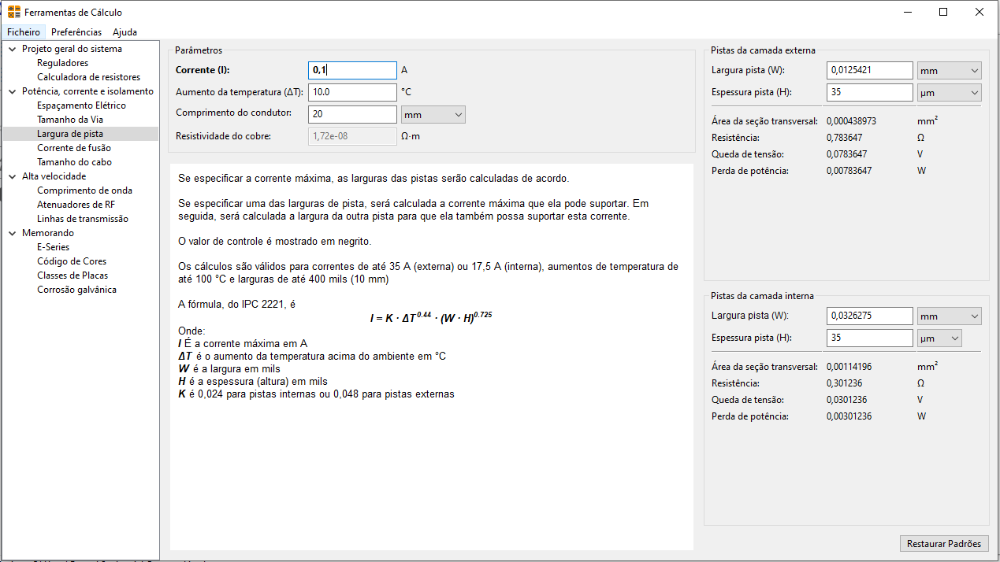 Ferramentas de Cálculo
Ficheiro Preferências Ajuda
Projeto geral do sistema
Reguladores
Calculadora de resistores
Potência, corrente e isolamento
Espaçamento Elétrico
Tamanho da Via
Largura de pista
Corrente de fusão
Tamanho do cabo
Alta velocidade
Comprimento de onda
Atenuadores de RF
Linhas de transmissão
Memorando
E-Series
Código de Cores
Classes de Placas
Corrosão galvânica
Parâmetros
Corrente (I): 0,1 A
Aumento da temperatura (ΔT): 10.0 °C
Comprimento do condutor: 20 mm
Resistividade do cobre: 1,72e-08 Ω·m
Se especificar a corrente máxima, as larguras das pistas serão calculadas de acordo.
Se especificar uma das larguras de pista, será calculada a corrente máxima que ela pode suportar. Em
seguida, será calculada a largura da outra pista para que ela também possa suportar esta corrente.
O valor de controle é mostrado em negrito.
Os cálculos são válidos para correntes de até 35 A (externa) ou 17,5 A (interna), aumentos de temperatura de
até 100 °C e larguras de até 400 mils (10 mm)
A fórmula, do IPC 2221, é
I = K · ΔT^0.44 · (W · H)^0.725
Onde:
I É a corrente máxima em A
ΔT é o aumento da temperatura acima do ambiente em °C
W é a largura em mils
H é a espessura (altura) em mils
K é 0,024 para pistas internas ou 0,048 para pistas externas
Pistas da camada externa
Largura pista (W): 0,0125421 mm
Espessura pista (H): 35 µm
Área da seção transversal: 0,000438973 mm²
Resistência: 0,783647 Ω
Queda de tensão: 0,0783647 V
Perda de potência: 0,00783647 W
Pistas da camada interna
Largura pista (W): 0,0326275 mm
Espessura pista (H): 35 µm
Área da seção transversal: 0,00114196 mm²
Resistência: 0,301236 Ω
Queda de tensão: 0,0301236 V
Perda de potência: 0,00301236 W
Restaurar Padrões